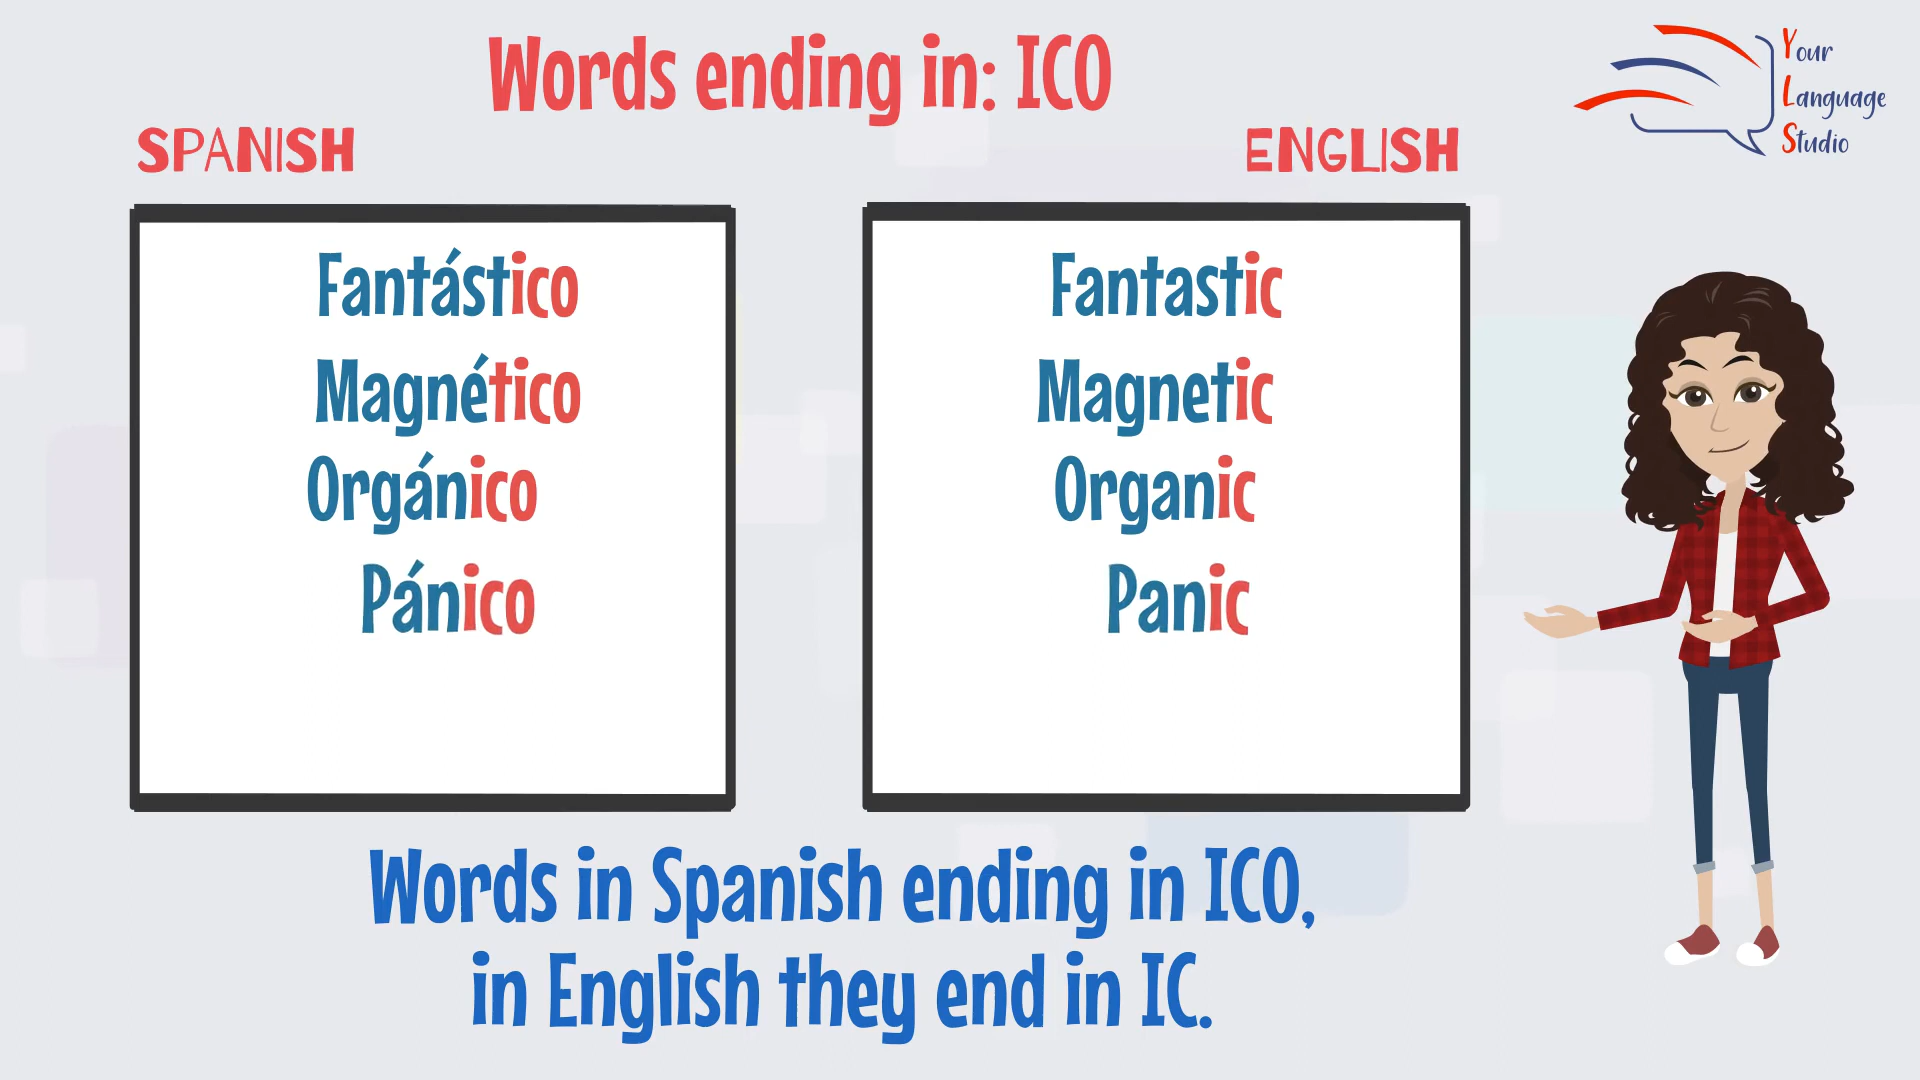 Words ending in: ICO
Your
Language
Studio
SPANISH
ENGLISH
Fantástico
Fantastic
Magnético
Magnetic
Orgánico
Organic
Pánico
Panic
Words in Spanish ending in ICO,
in English they end in IC.